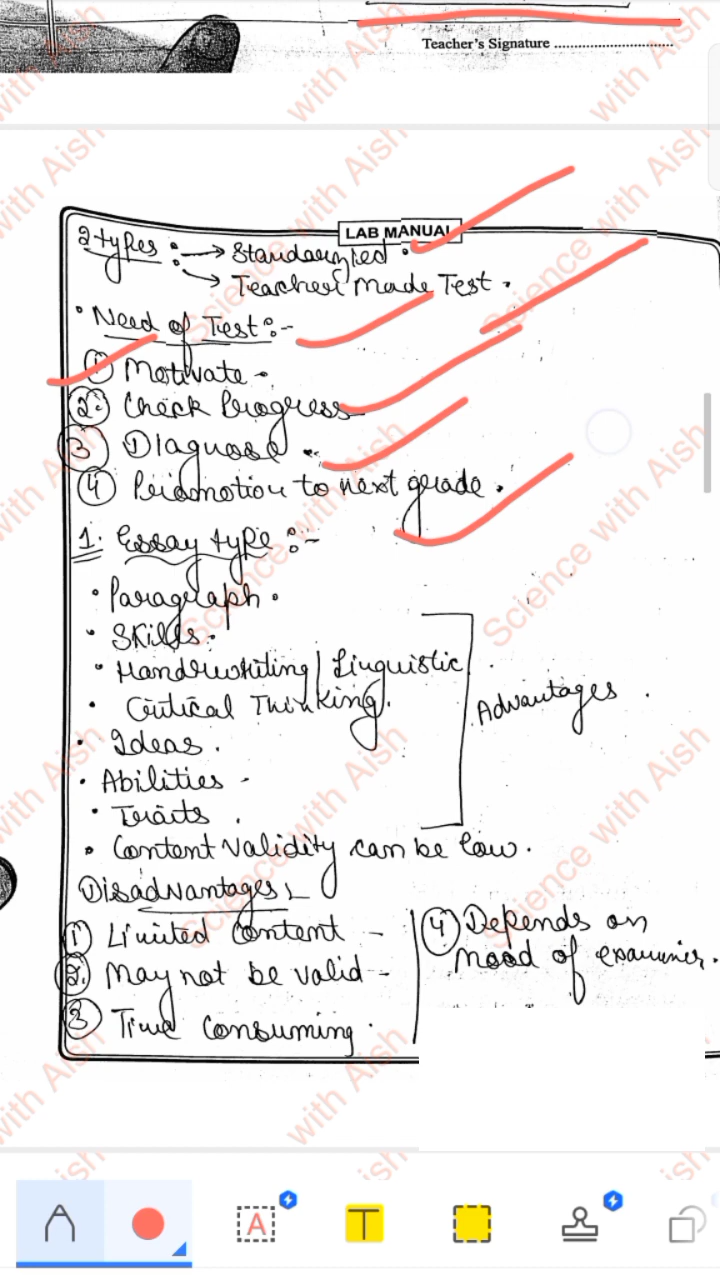 Teacher's Signature ..............................
LAB MANUAL
2 types : → Standardized.
→ Teacher Made Test.
• Need of Test :-
① Motivate -
② Check Progress
③ Diagnose -
④ Promotion to next grade.
1. Essay type :-
• Paragraph.
• Skills.
• Handwriting / Linguistic
• Critical Thinking.
• Ideas.
• Abilities -
• Traits.
Advantages.
• Content Validity can be low.
Disadvantages :-
① Limited Content -
② May not be valid -
③ Time Consuming.
④ Depends on
mood of examiner.
Science with Aish